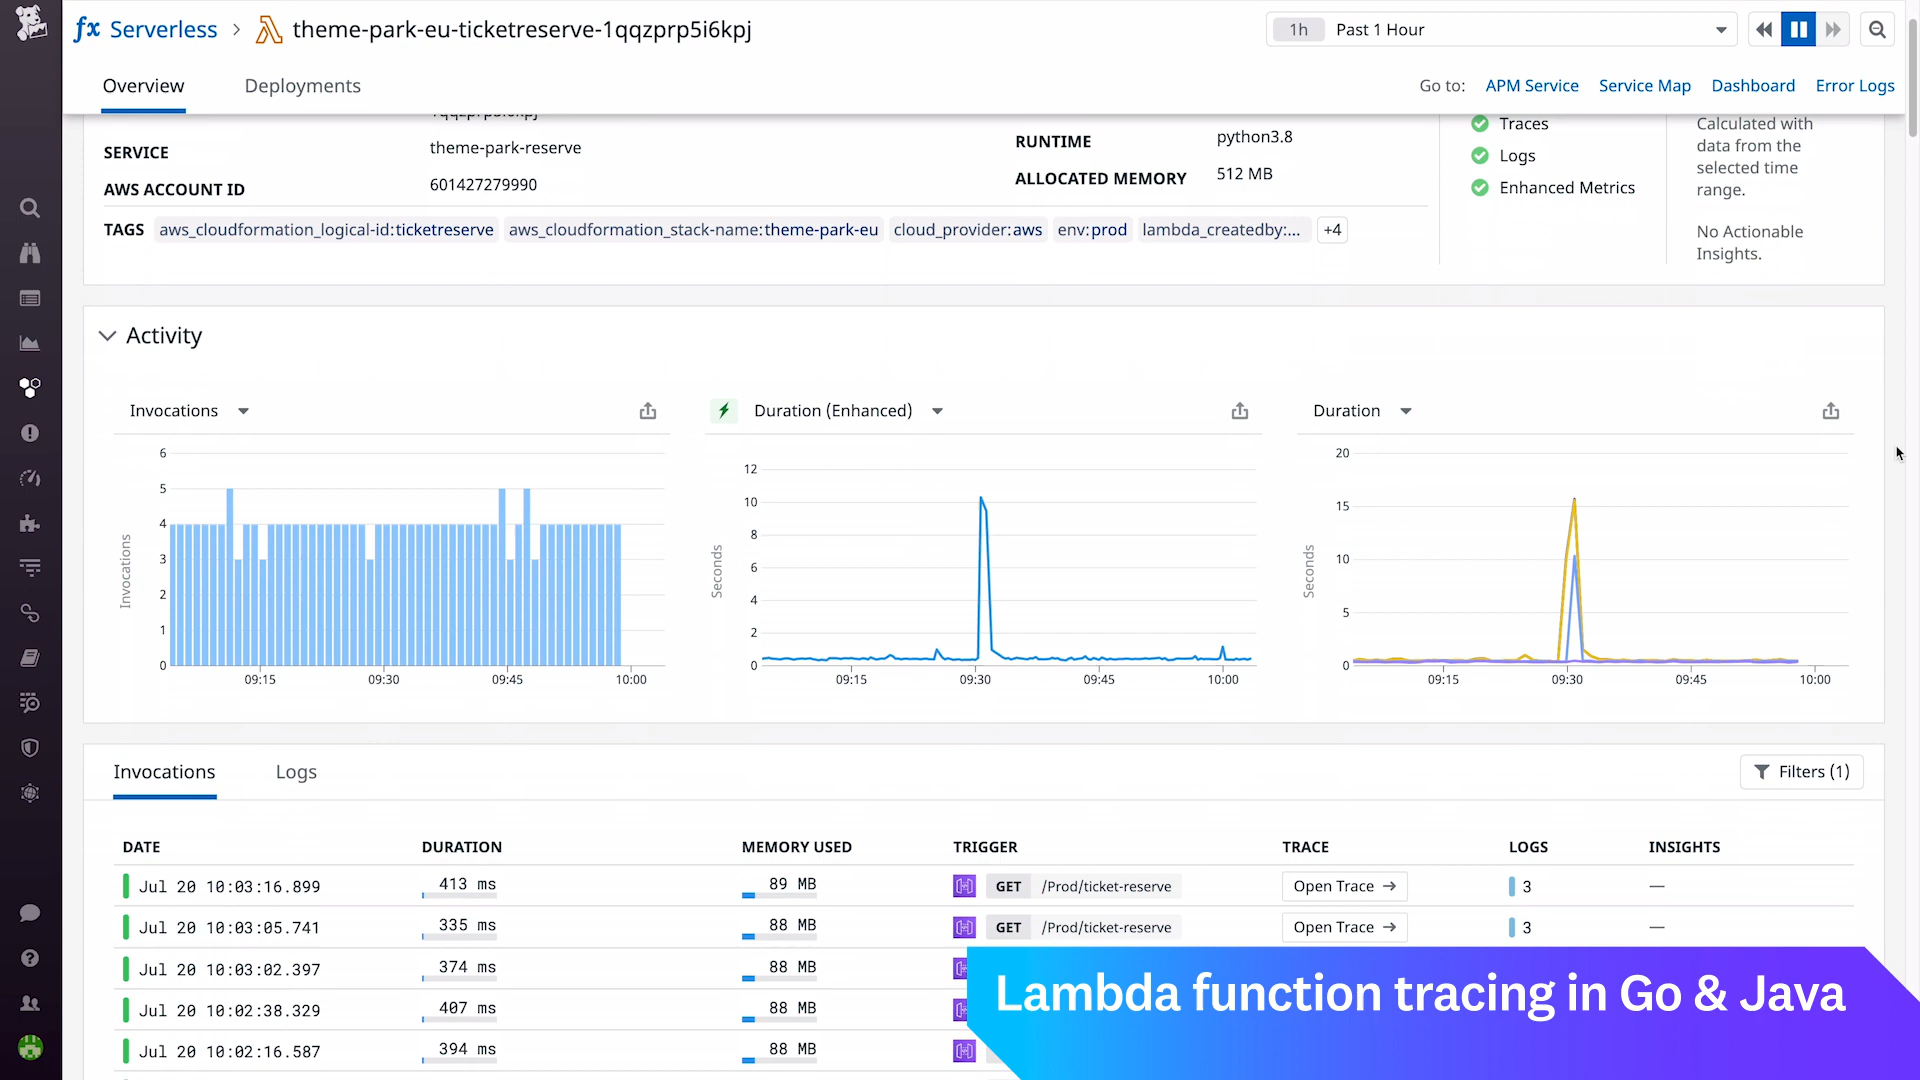 fx Serverless > theme-park-eu-ticketreserve-1qqzprp5i6kpj
1h Past 1 Hour
Overview Deployments
Go to: APM Service Service Map Dashboard Error Logs
1qqzprp5i6kpj
SERVICE theme-park-reserve
AWS ACCOUNT ID 601427279990
RUNTIME python3.8
ALLOCATED MEMORY 512 MB
TAGS aws_cloudformation_logical-id:ticketreserve aws_cloudformation_stack-name:theme-park-eu cloud_provider:aws env:prod lambda_createdby:... +4
Traces
Logs
Enhanced Metrics
Calculated with
data from the
selected time
range.
No Actionable
Insights.
Activity
Invocations
6
5
4
3
2
1
0
Invocations
09:15 09:30 09:45 10:00
Duration (Enhanced)
12
10
8
6
4
2
0
Seconds
09:15 09:30 09:45 10:00
Duration
20
15
10
5
0
Seconds
09:15 09:30 09:45 10:00
Invocations Logs
Filters (1)
DATE DURATION MEMORY USED TRIGGER TRACE LOGS INSIGHTS
Jul 20 10:03:16.899 413 ms 89 MB GET /Prod/ticket-reserve Open Trace → 3 —
Jul 20 10:03:05.741 335 ms 88 MB GET /Prod/ticket-reserve Open Trace → 3 —
Jul 20 10:03:02.397 374 ms 88 MB
Jul 20 10:02:38.329 407 ms 88 MB
Jul 20 10:02:16.587 394 ms 88 MB
Lambda function tracing in Go & Java